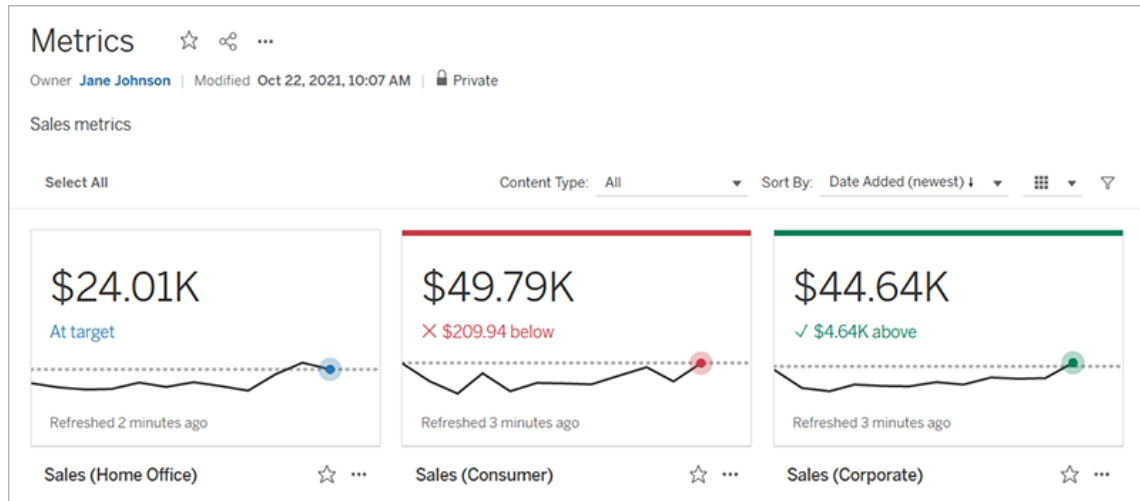 Metrics
Owner Jane Johnson | Modified Oct 22, 2021, 10:07 AM | Private
Sales metrics
Select All Content Type: All Sort By: Date Added (newest) ↓
$24.01K $49.79K $44.64K
At target × $209.94 below ✓ $4.64K above
Refreshed 2 minutes ago Refreshed 3 minutes ago Refreshed 3 minutes ago
Sales (Home Office) Sales (Consumer) Sales (Corporate)